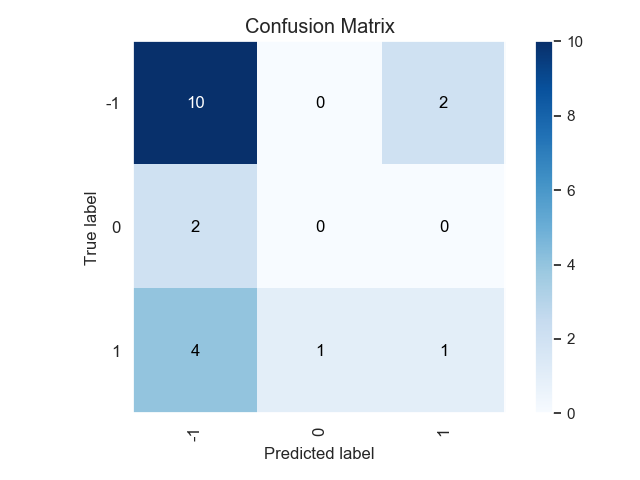 Confusion Matrix
True label
-1 10 0 2
0 2 0 0
1 4 1 1
-1 0 1
Predicted label
10
8
6
4
2
0